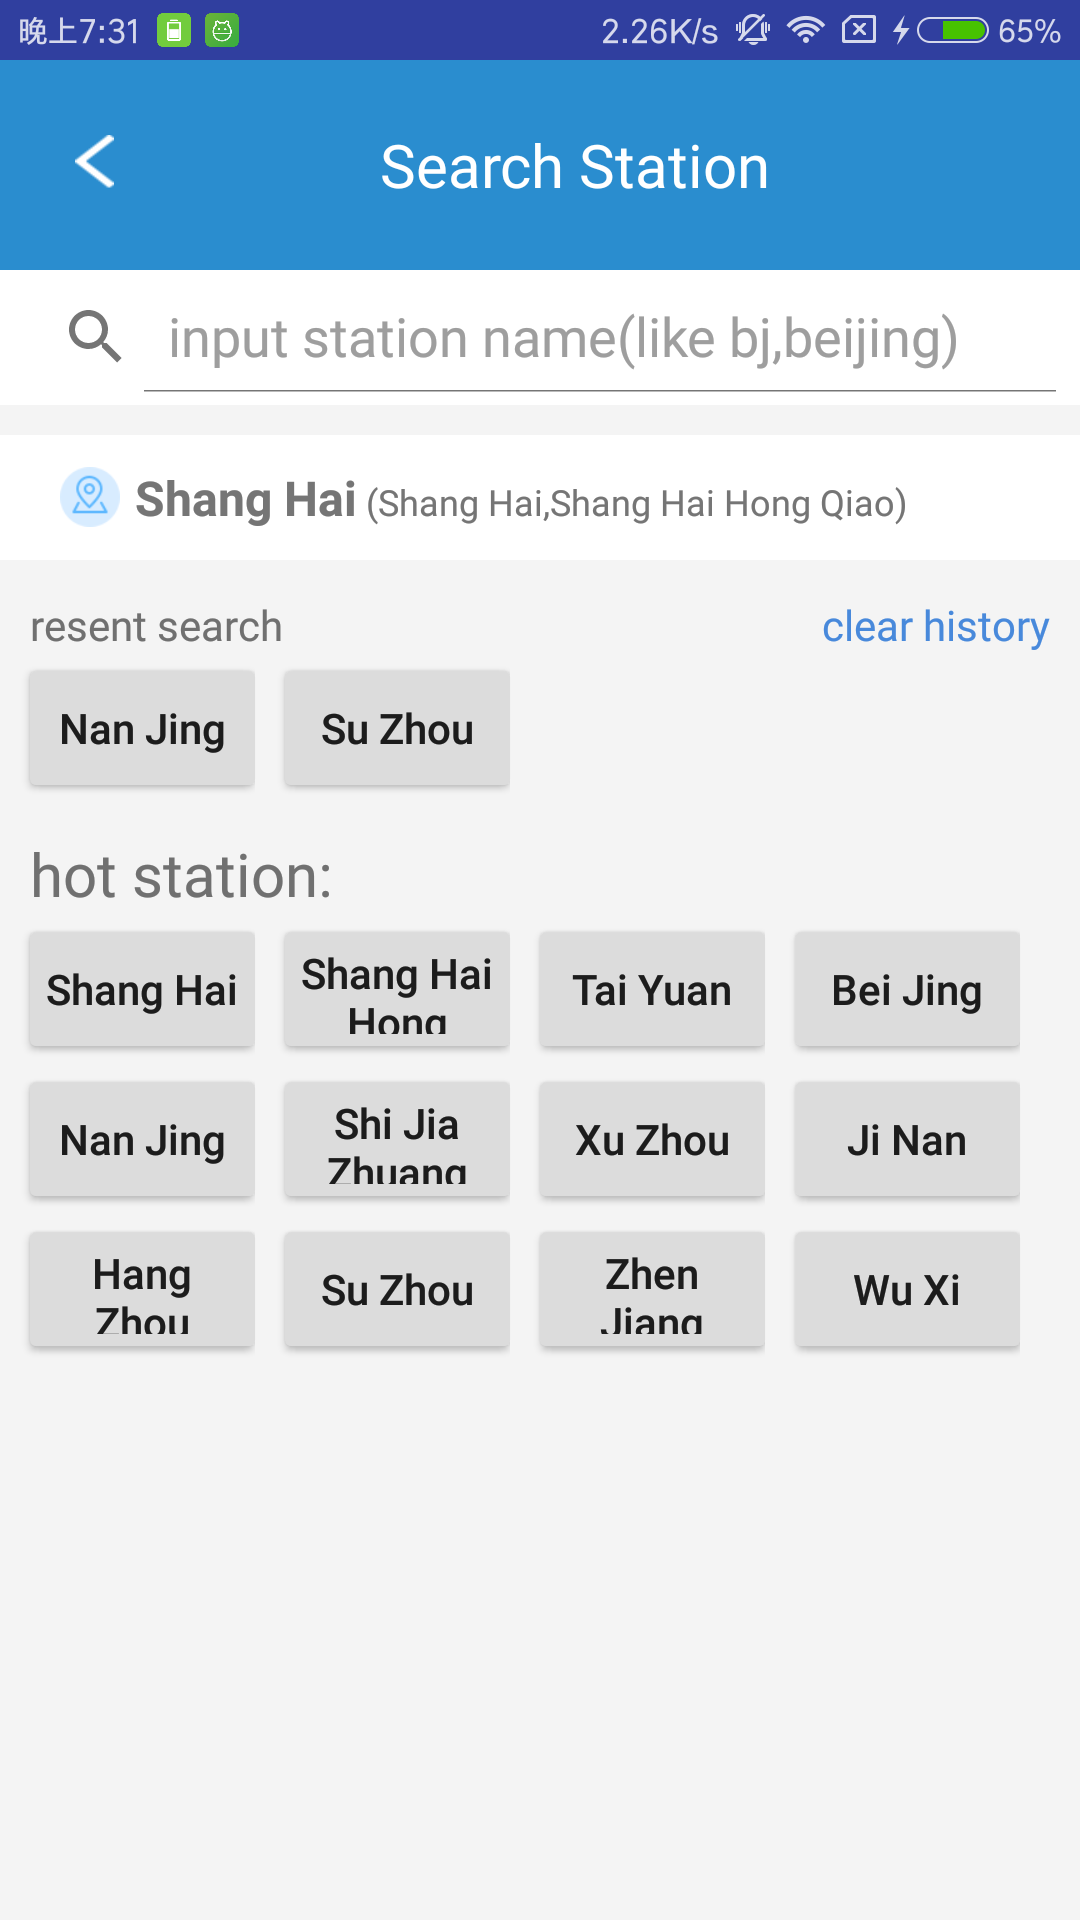 晚上7:31 2.26K/s 65%
Search Station
input station name(like bj,beijing)
Shang Hai (Shang Hai,Shang Hai Hong Qiao)
resent search clear history
Nan Jing Su Zhou
hot station:
Shang Hai Shang Hai Hong Tai Yuan Bei Jing
Nan Jing Shi Jia Zhuang Xu Zhou Ji Nan
Hang Zhou Su Zhou Zhen Jiang Wu Xi